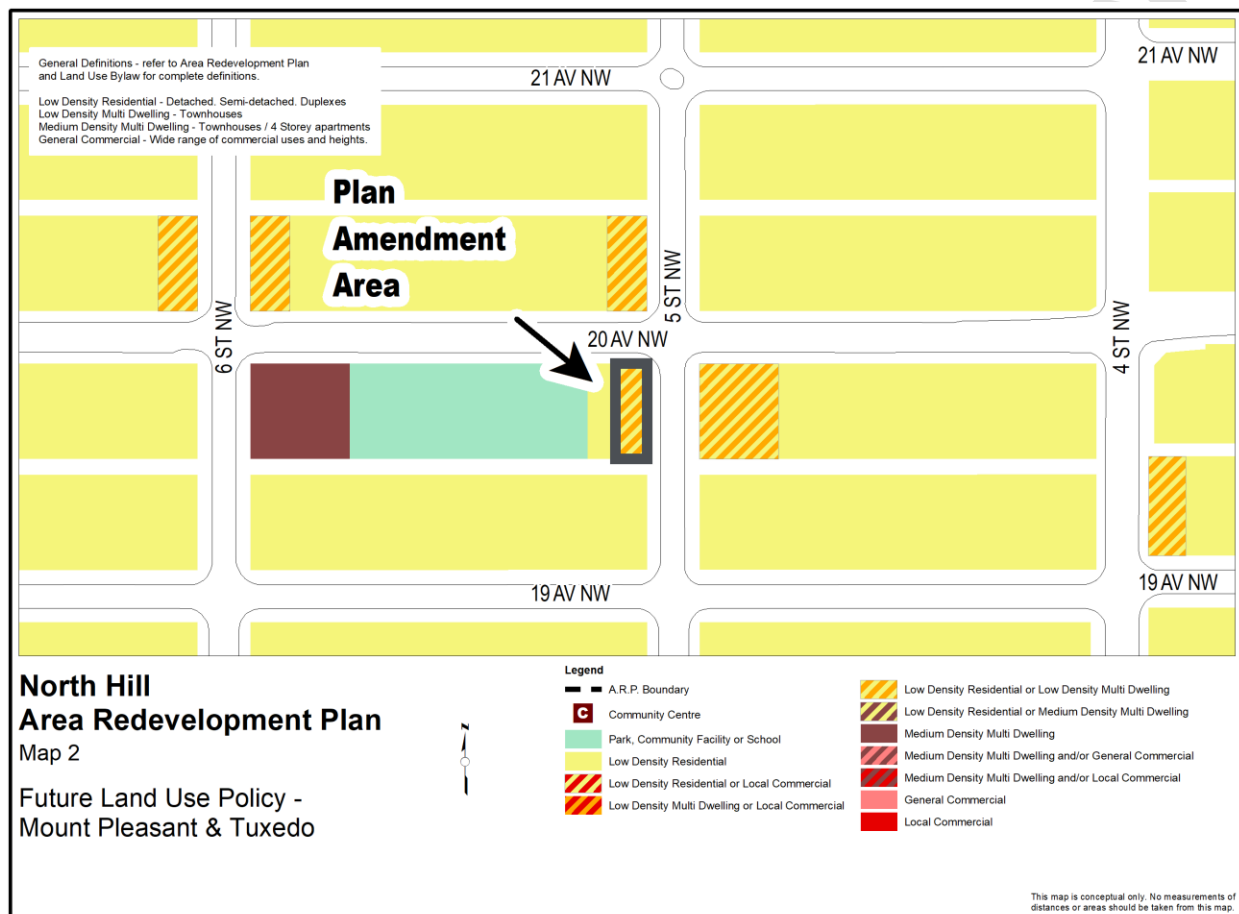 General Definitions - refer to Area Redevelopment Plan
and Land Use Bylaw for complete definitions.
Low Density Residential - Detached. Semi-detached. Duplexes
Low Density Multi Dwelling - Townhouses
Medium Density Multi Dwelling - Townhouses / 4 Storey apartments
General Commercial - Wide range of commercial uses and heights.
21 AV NW
21 AV NW
Plan
Amendment
Area
6 ST NW
5 ST NW
4 ST NW
20 AV NW
19 AV NW
19 AV NW
North Hill
Area Redevelopment Plan
Map 2
Future Land Use Policy -
Mount Pleasant & Tuxedo
N
Legend
A.R.P. Boundary
C
Community Centre
Park, Community Facility or School
Low Density Residential
Low Density Residential or Local Commercial
Low Density Multi Dwelling or Local Commercial
Low Density Residential or Low Density Multi Dwelling
Low Density Residential or Medium Density Multi Dwelling
Medium Density Multi Dwelling
Medium Density Multi Dwelling and/or General Commercial
Medium Density Multi Dwelling and/or Local Commercial
General Commercial
Local Commercial
This map is conceptual only. No measurements of
distances or areas should be taken from this map.